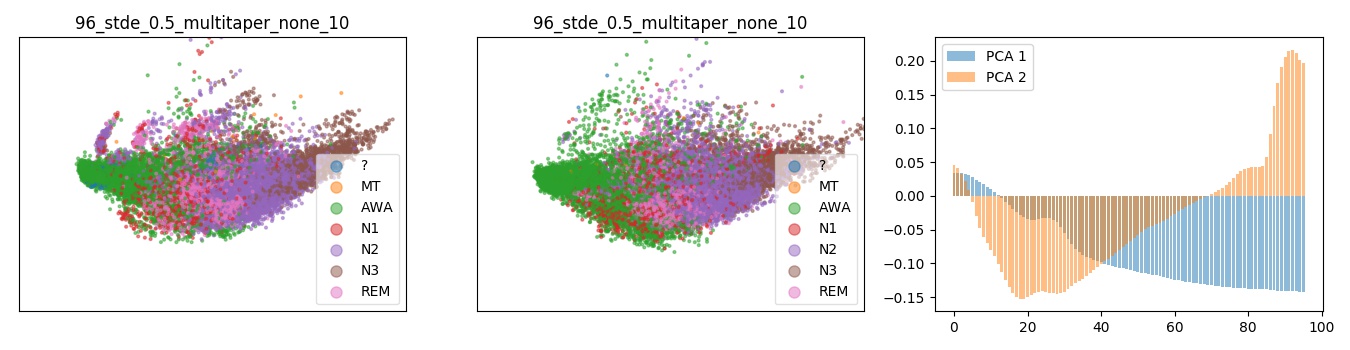 96_stde_0.5_multitaper_none_10
?
MT
AWA
N1
N2
N3
REM
96_stde_0.5_multitaper_none_10
?
MT
AWA
N1
N2
N3
REM
PCA 1
PCA 2
0.20
0.15
0.10
0.05
0.00
−0.05
−0.10
−0.15
0 20 40 60 80 100